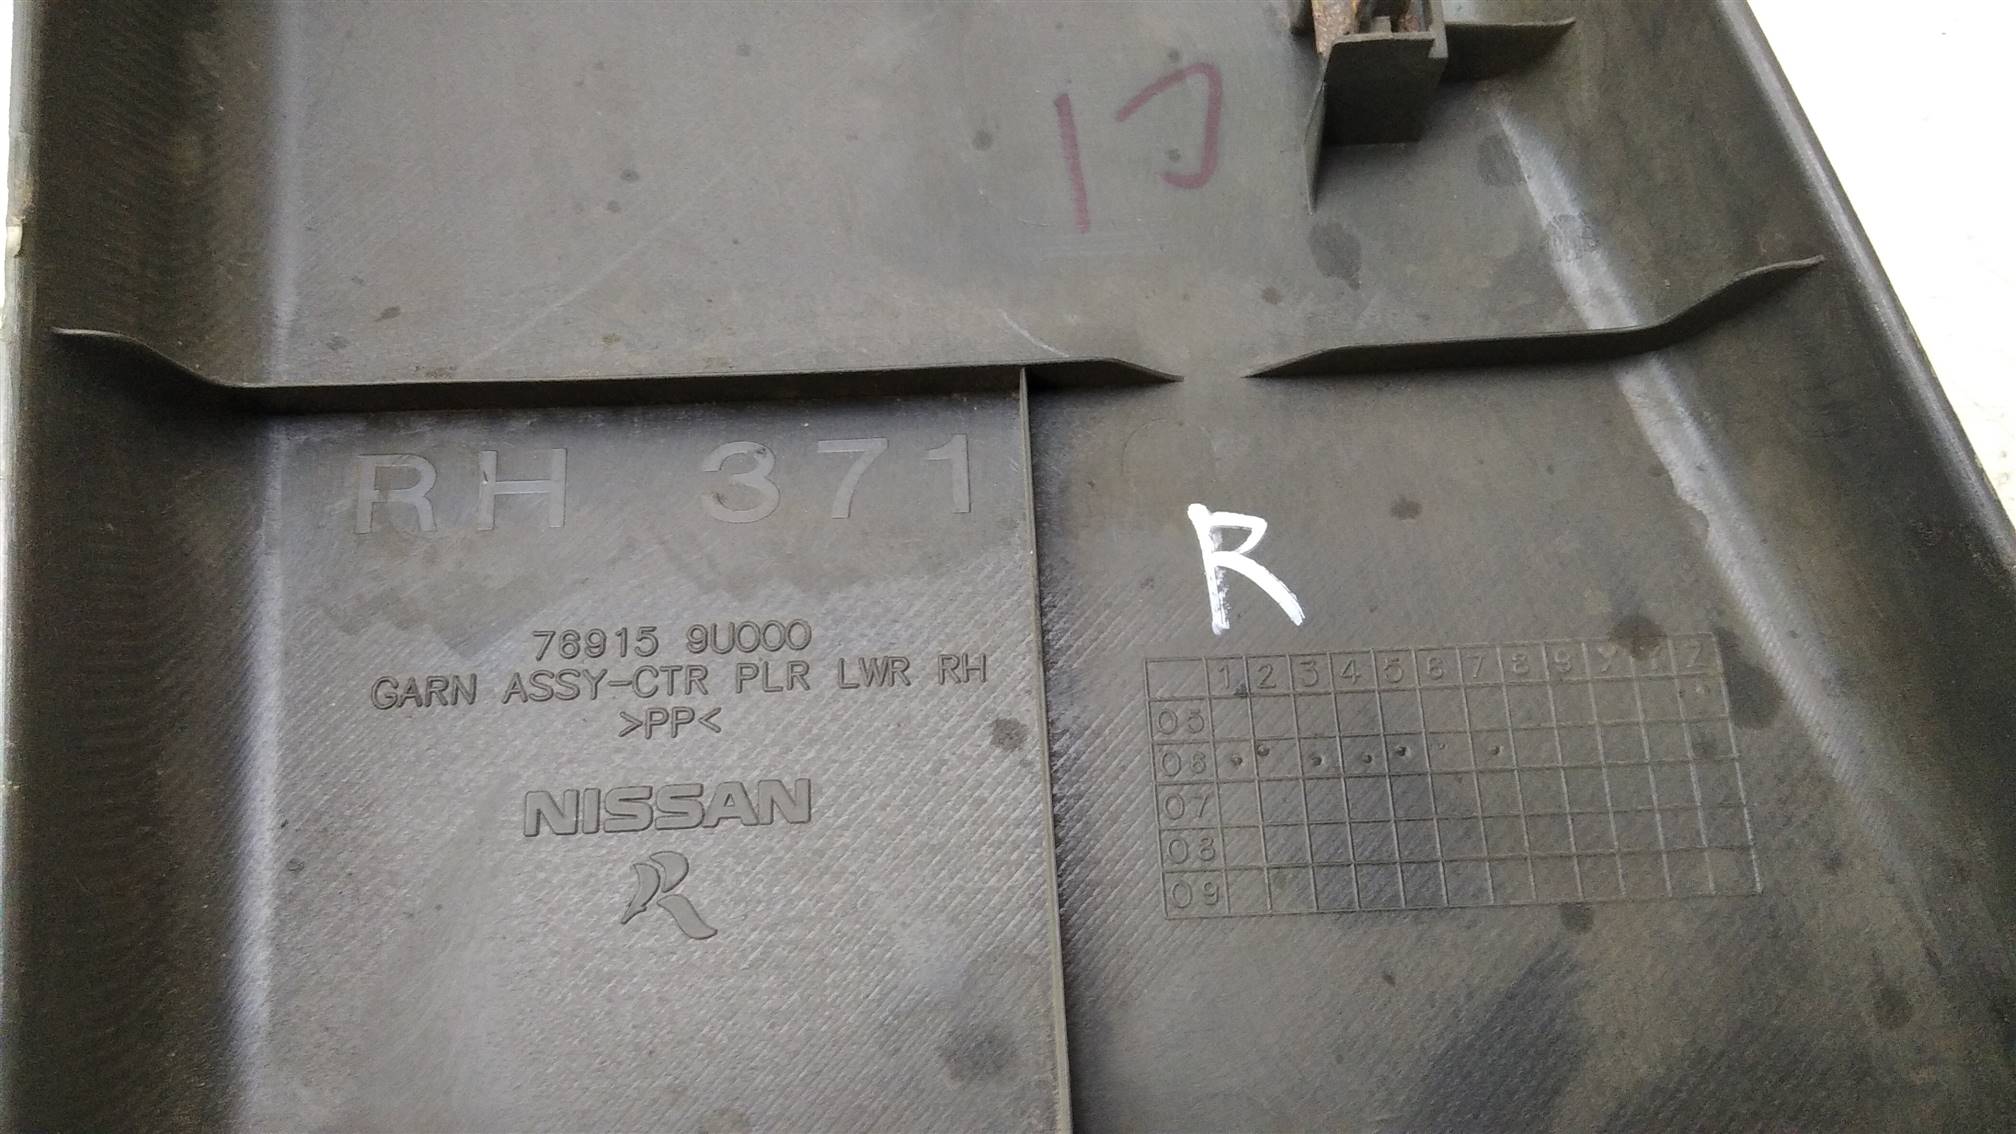 RH 371
R
76915 9U000
GARN ASSY-CTR PLR LWR RH
>PP<
NISSAN
R
1 2 3 4 5 6 7 8 9
05
06
07
08
09